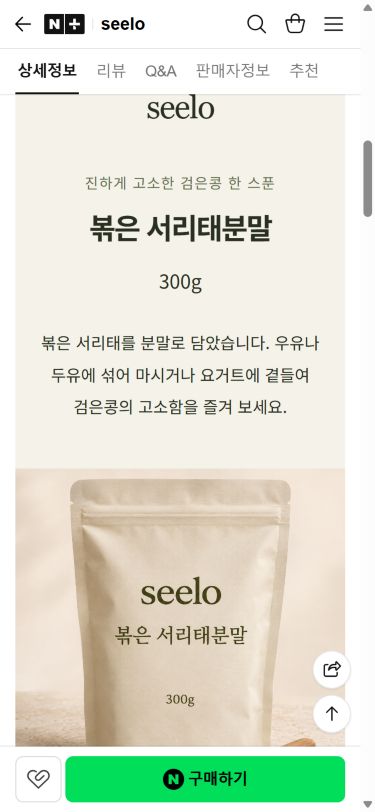 N+ seelo
상세정보 리뷰 Q&A 판매자정보 추천
seelo
진하게 고소한 검은콩 한 스푼
볶은 서리태분말
300g
볶은 서리태를 분말로 담았습니다. 우유나
두유에 섞어 마시거나 요거트에 곁들여
검은콩의 고소함을 즐겨 보세요.
seelo
볶은 서리태분말
300g
N 구매하기